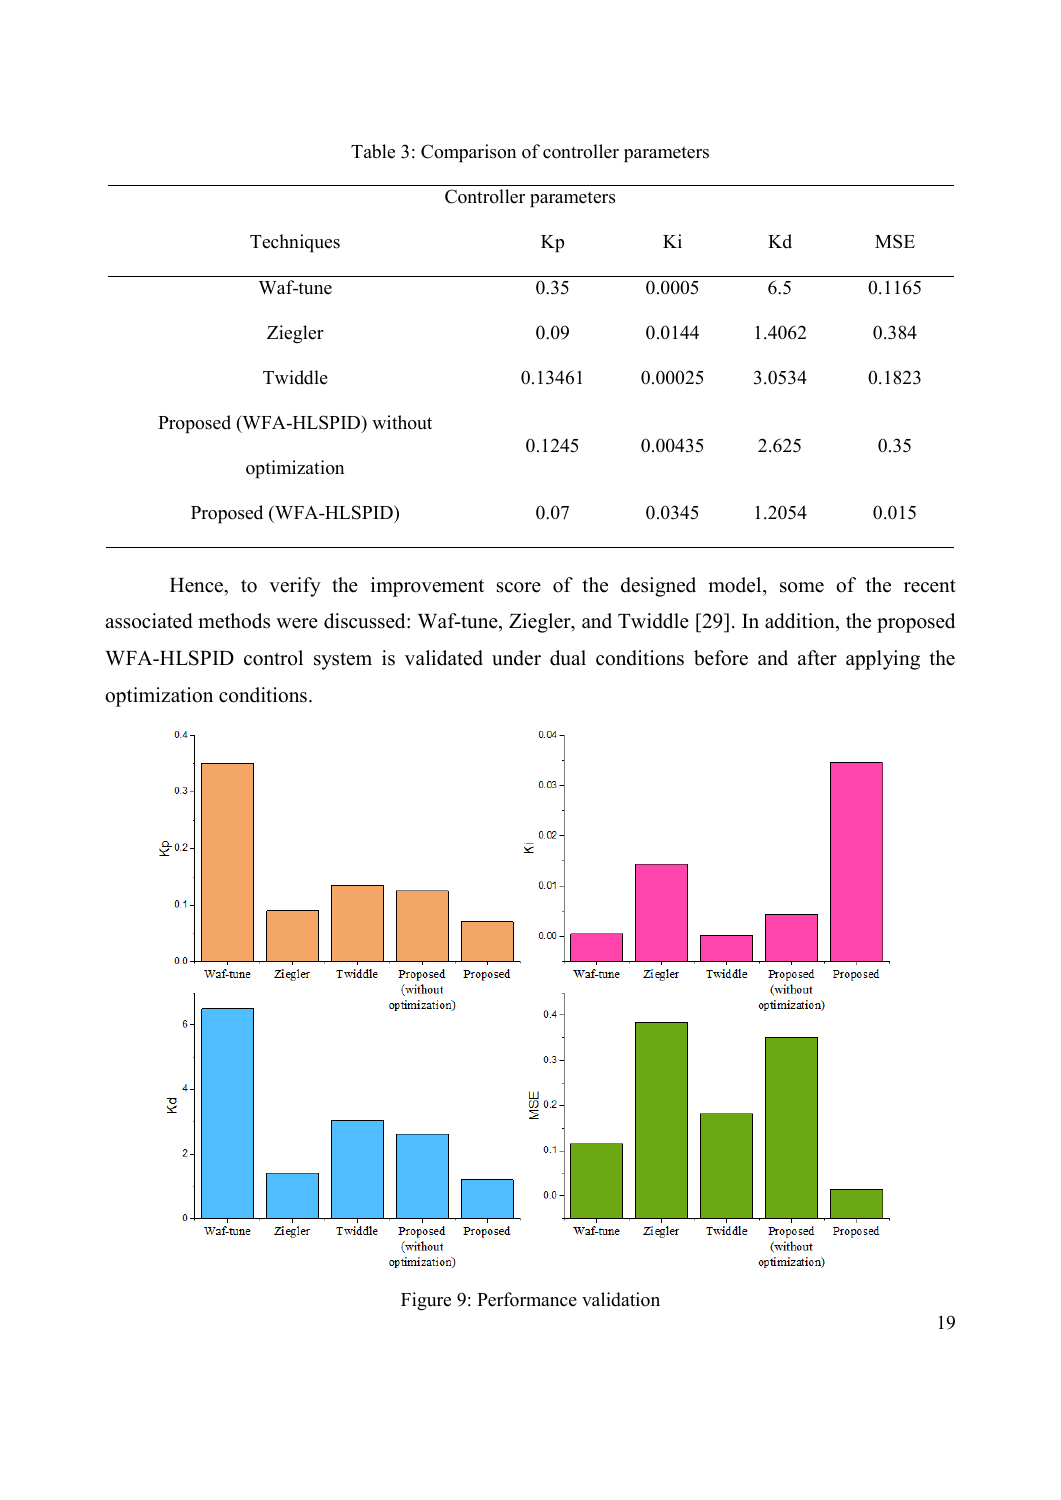 Table 3: Comparison of controller parameters
Controller parameters
Techniques Kp Ki Kd MSE
Waf-tune 0.35 0.0005 6.5 0.1165
Ziegler 0.09 0.0144 1.4062 0.384
Twiddle 0.13461 0.00025 3.0534 0.1823
Proposed (WFA-HLSPID) without
optimization
0.1245 0.00435 2.625 0.35
Proposed (WFA-HLSPID) 0.07 0.0345 1.2054 0.015
Hence, to verify the improvement score of the designed model, some of the recent
associated methods were discussed: Waf-tune, Ziegler, and Twiddle [29]. In addition, the proposed
WFA-HLSPID control system is validated under dual conditions before and after applying the
optimization conditions.
0.4
0.3
0.2
0.1
0.0
Kp
Waf-tune Ziegler Twiddle Proposed Proposed
(without
optimization)
0.04
0.03
0.02
0.01
0.00
Ki
Waf-tune Ziegler Twiddle Proposed Proposed
(without
optimization)
6
4
2
0
Kd
Waf-tune Ziegler Twiddle Proposed Proposed
(without
optimization)
0.4
0.3
0.2
0.1
0.0
MSE
Waf-tune Ziegler Twiddle Proposed Proposed
(without
optimization)
Figure 9: Performance validation
19